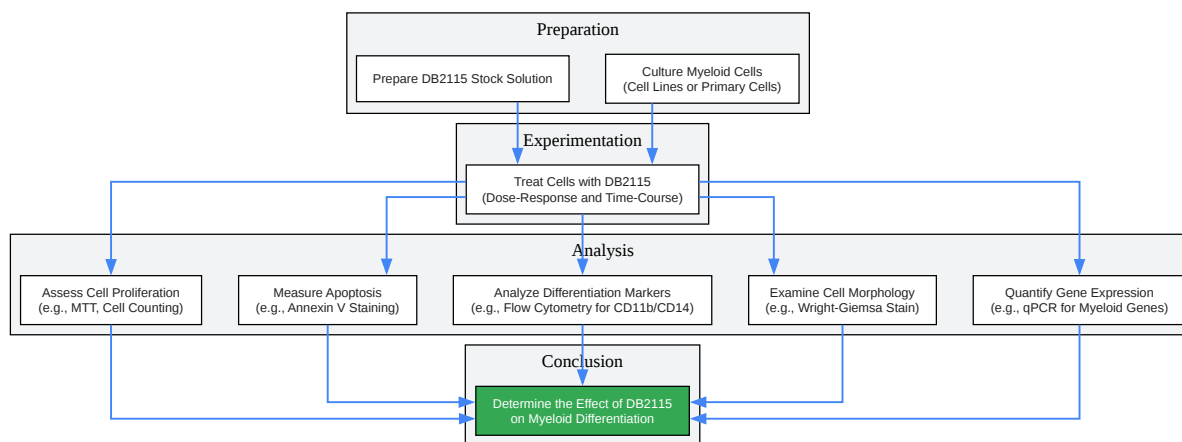 Preparation
Prepare DB2115 Stock Solution
Culture Myeloid Cells
(Cell Lines or Primary Cells)
Experimentation
Treat Cells with DB2115
(Dose-Response and Time-Course)
Analysis
Assess Cell Proliferation
(e.g., MTT, Cell Counting)
Measure Apoptosis
(e.g., Annexin V Staining)
Analyze Differentiation Markers
(e.g., Flow Cytometry for CD11b/CD14)
Examine Cell Morphology
(e.g., Wright-Giemsa Stain)
Quantify Gene Expression
(e.g., qPCR for Myeloid Genes)
Conclusion
Determine the Effect of DB2115
on Myeloid Differentiation